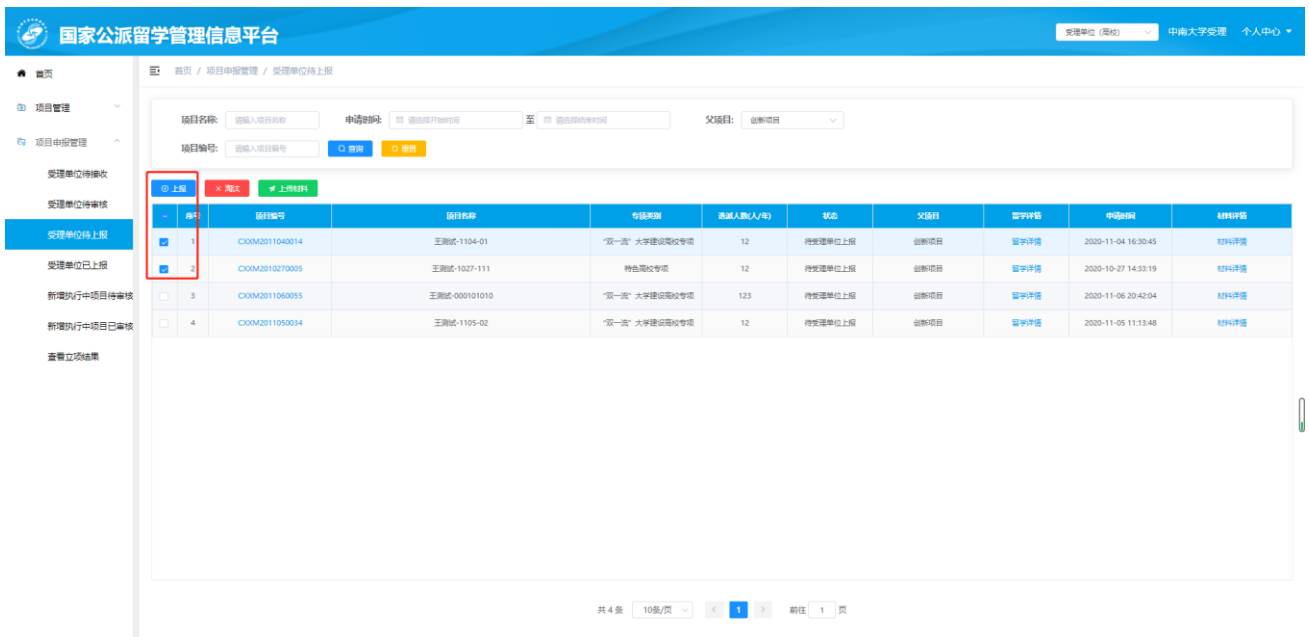 国家公派留学管理信息平台
受理单位 (高校) 中南大学受理 个人中心
首页
首页 / 项目申报管理 / 受理单位待上报
项目管理
项目名称: 请输入项目名称 申请时间: 请选择开始时间 至 请选择结束时间 父项目: 创新项目
项目申报管理
项目编号: 请输入项目编号 查询 重置
受理单位待接收
上报 × 淘汰 上传材料
受理单位待审核
序号 项目编号 项目名称 专项类别 选派人数(人/年) 状态 父项目 留学详情 申请时间 材料详情
受理单位待上报
1 CXXM2011040014 王测试-1104-01 “双一流” 大学建设高校专项 12 待受理单位上报 创新项目 留学详情 2020-11-04 16:30:45 材料详情
受理单位已上报
2 CXXM2010270005 王测试-1027-111 特色高校专项 12 待受理单位上报 创新项目 留学详情 2020-10-27 14:33:19 材料详情
新增执行中项目待审核
3 CXXM2011060055 王测试-000101010 “双一流” 大学建设高校专项 123 待受理单位上报 创新项目 留学详情 2020-11-06 20:42:04 材料详情
新增执行中项目已审核
4 CXXM2011050034 王测试-1105-02 “双一流” 大学建设高校专项 12 待受理单位上报 创新项目 留学详情 2020-11-05 11:13:48 材料详情
查看立项结果
共 4 条 10条/页 < 1 > 前往 1 页